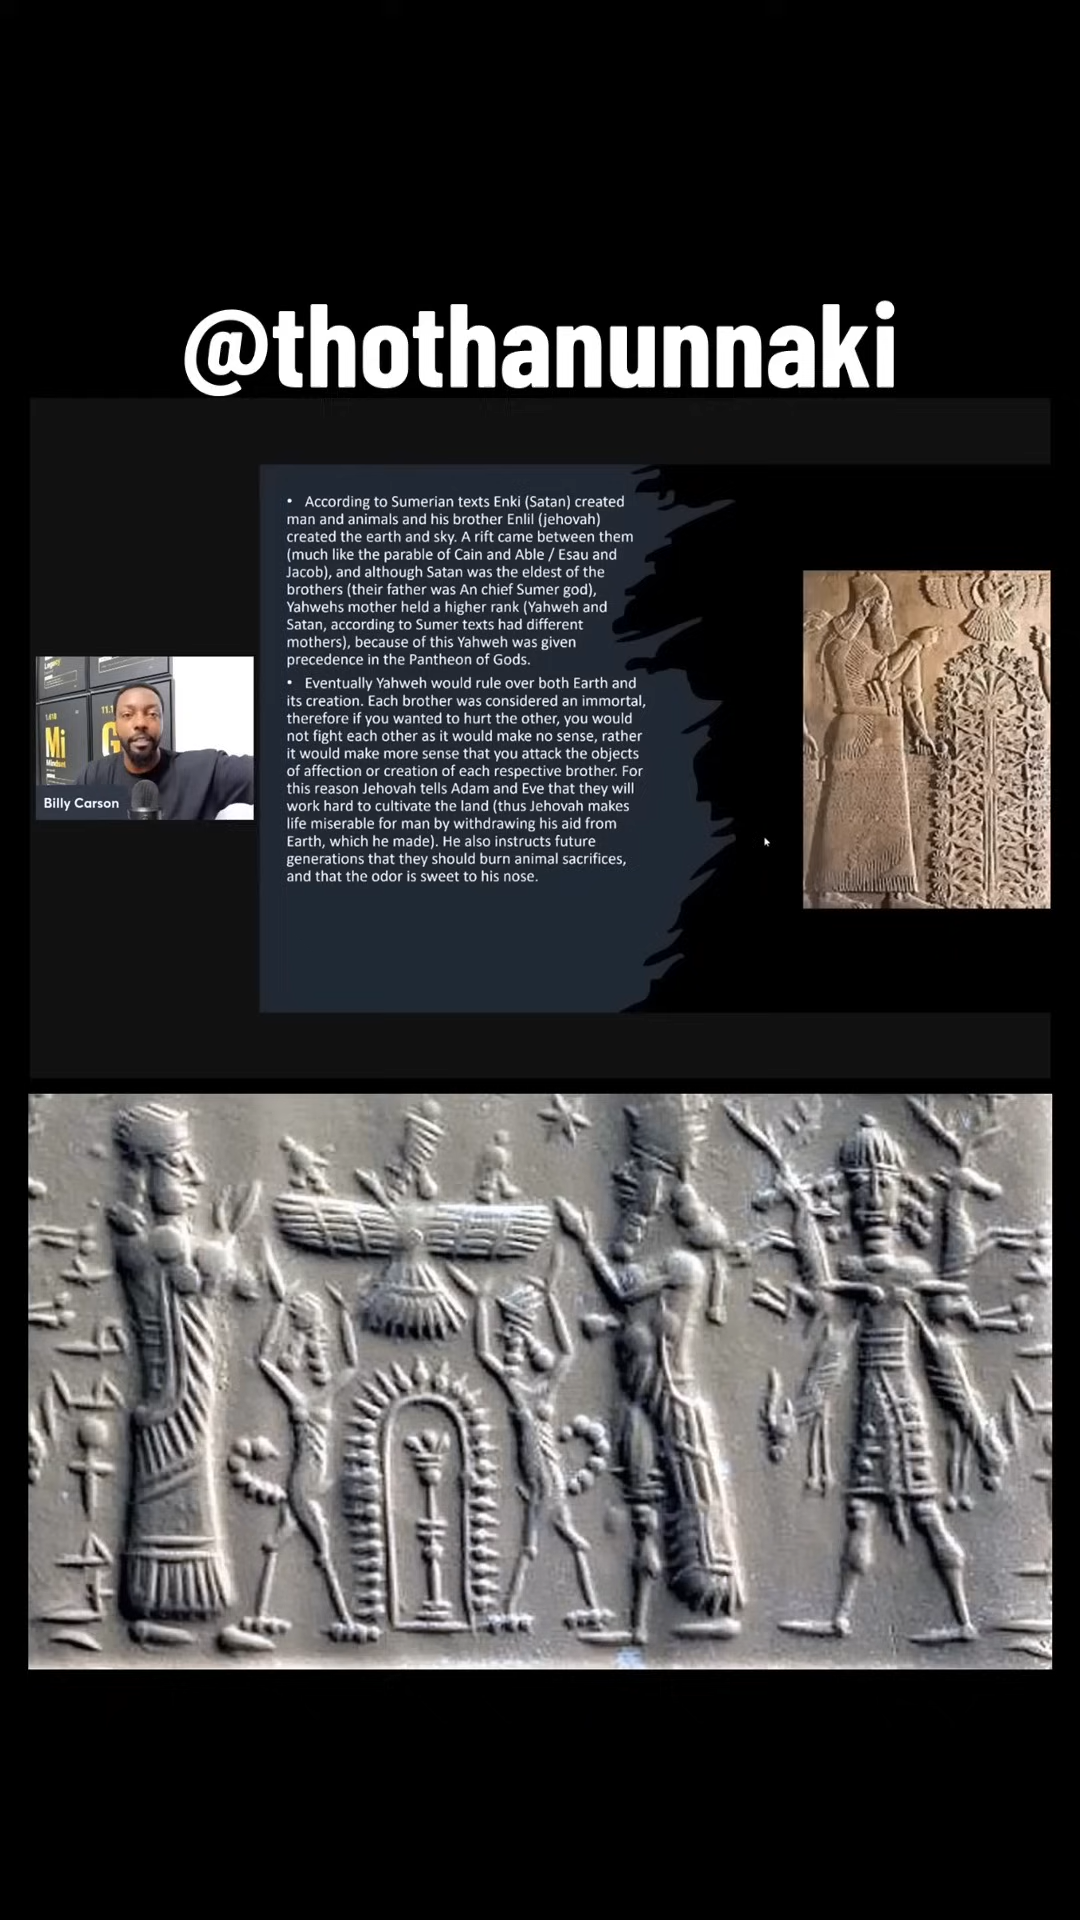 @thothanunnaki
• According to Sumerian texts Enki (Satan) created
man and animals and his brother Enlil (jehovah)
created the earth and sky. A rift came between them
(much like the parable of Cain and Able / Esau and
Jacob), and although Satan was the eldest of the
brothers (their father was An chief Sumer god),
Yahwehs mother held a higher rank (Yahweh and
Satan, according to Sumer texts had different
mothers), because of this Yahweh was given
precedence in the Pantheon of Gods.
• Eventually Yahweh would rule over both Earth and
its creation. Each brother was considered an immortal,
therefore if you wanted to hurt the other, you would
not fight each other as it would make no sense, rather
it would make more sense that you attack the objects
of affection or creation of each respective brother. For
this reason Jehovah tells Adam and Eve that they will
work hard to cultivate the land (thus Jehovah makes
life miserable for man by withdrawing his aid from
Earth, which he made). He also instructs future
generations that they should burn animal sacrifices,
and that the odor is sweet to his nose.
Legacy
1.618
11.1
Mi
G
Mindset
Billy Carson